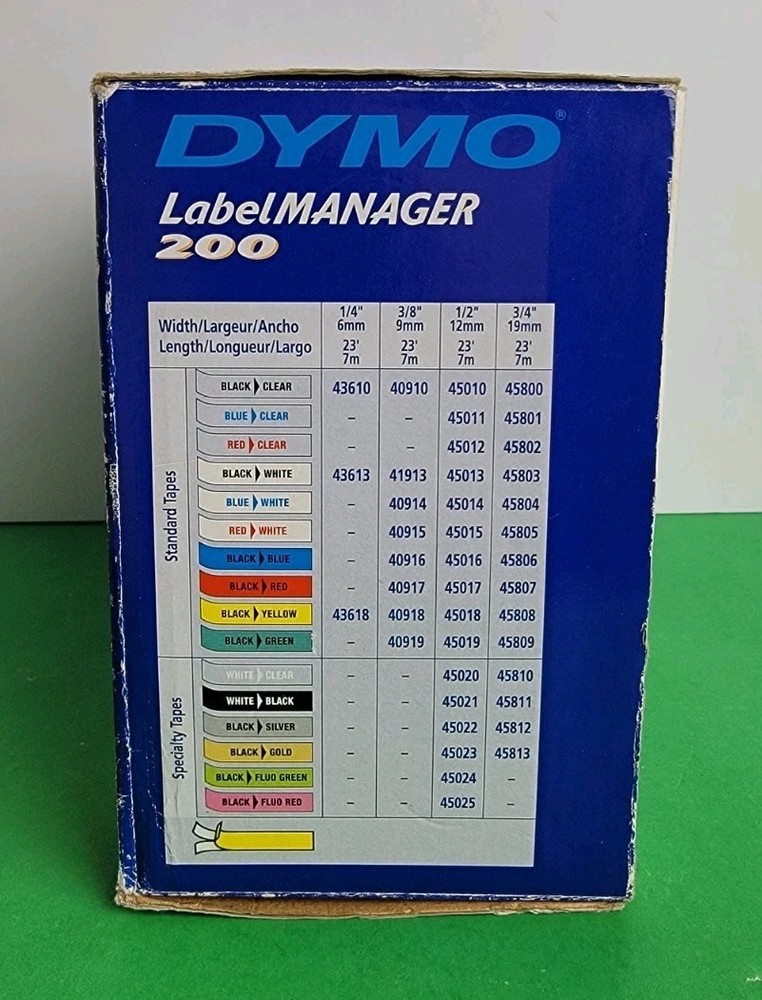 DYMO®
LabelMANAGER
200
Width/Largeur/Ancho 1/4" 6mm 3/8" 9mm 1/2" 12mm 3/4" 19mm
Length/Longueur/Largo 23' 7m 23' 7m 23' 7m 23' 7m
Standard Tapes
BLACK CLEAR 43610 40910 45010 45800
BLUE CLEAR – – 45011 45801
RED CLEAR – – 45012 45802
BLACK WHITE 43613 41913 45013 45803
BLUE WHITE – 40914 45014 45804
RED WHITE – 40915 45015 45805
BLACK BLUE – 40916 45016 45806
BLACK RED – 40917 45017 45807
BLACK YELLOW 43618 40918 45018 45808
BLACK GREEN – 40919 45019 45809
Specialty Tapes
WHITE CLEAR – – 45020 45810
WHITE BLACK – – 45021 45811
BLACK SILVER – – 45022 45812
BLACK GOLD – – 45023 45813
BLACK FLUO GREEN – – 45024 –
BLACK FLUO RED – – 45025 –